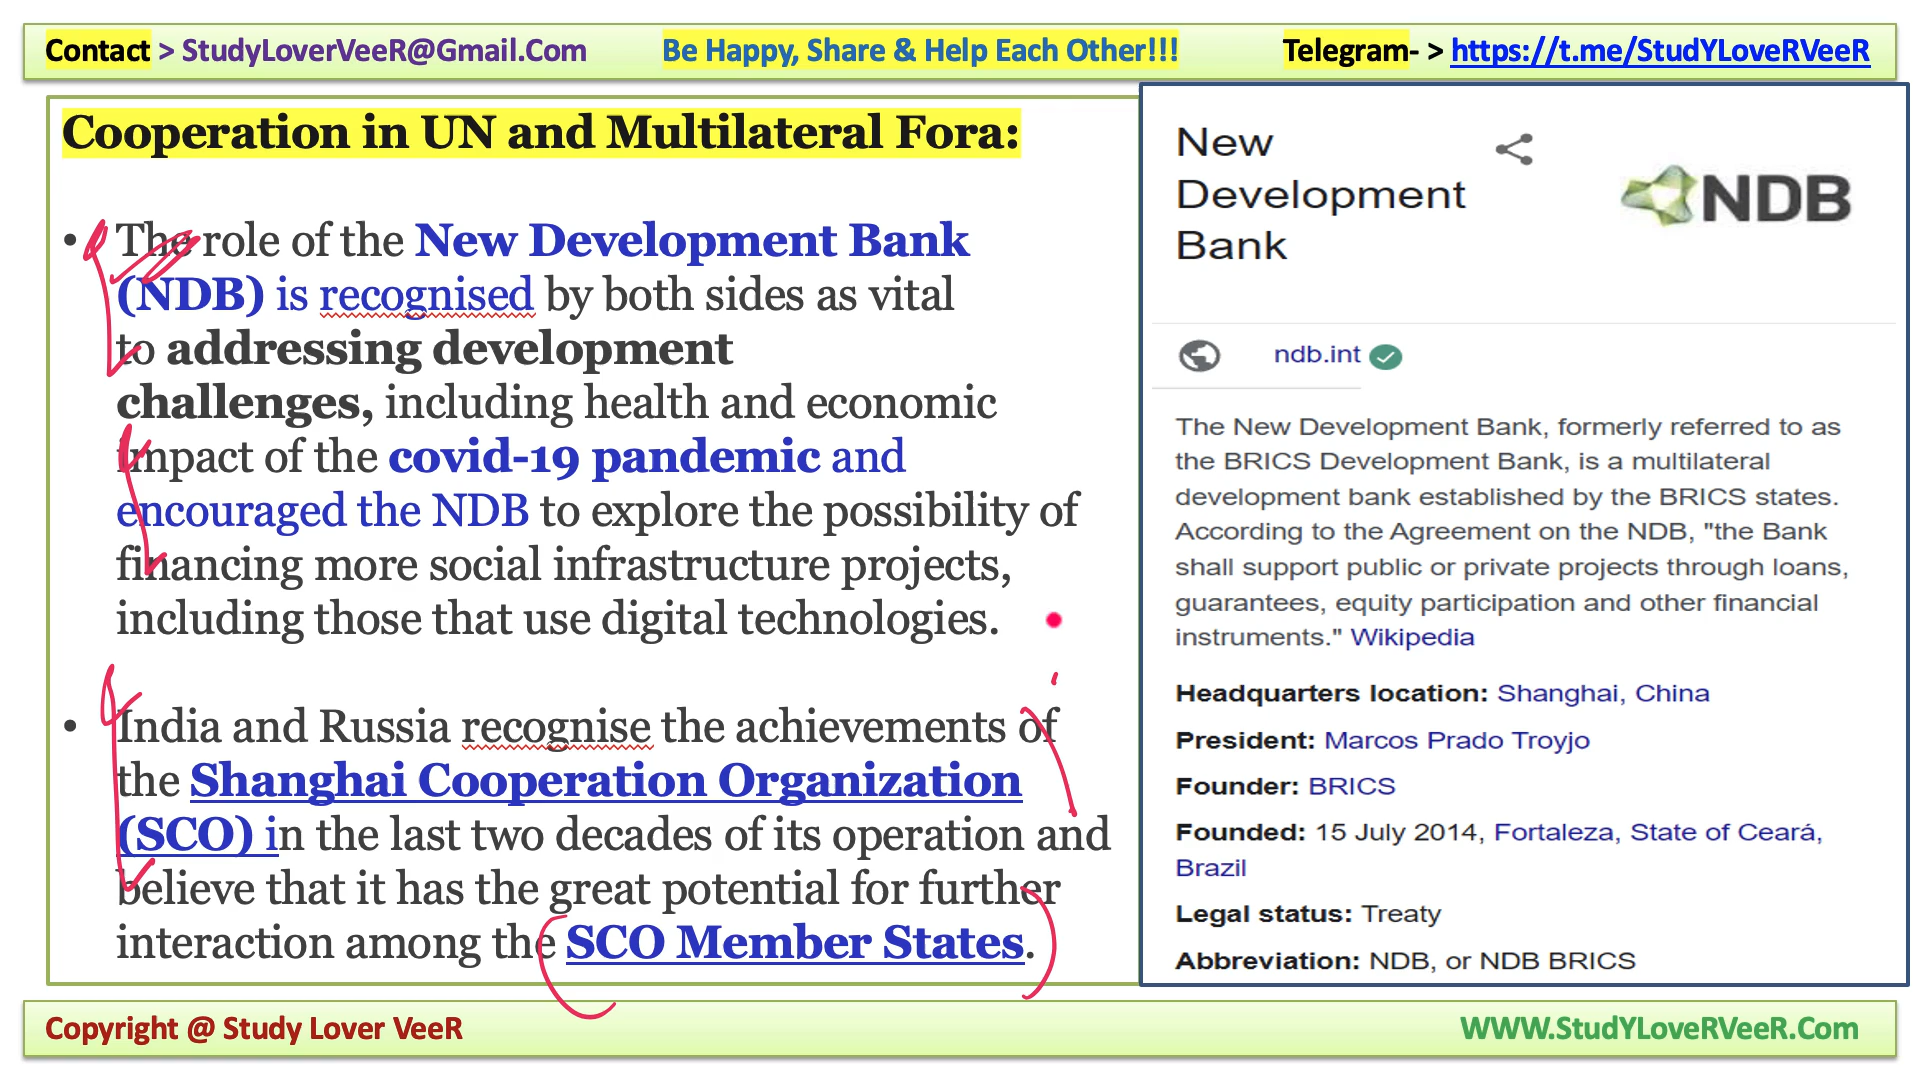 Contact > StudyLoverVeeR@Gmail.Com Be Happy, Share & Help Each Other!!! Telegram- > https://t.me/StudYLoveRVeeR
Cooperation in UN and Multilateral Fora:
• The role of the New Development Bank
(NDB) is recognised by both sides as vital
to addressing development
challenges, including health and economic
impact of the covid-19 pandemic and
encouraged the NDB to explore the possibility of
financing more social infrastructure projects,
including those that use digital technologies.
• India and Russia recognise the achievements of
the Shanghai Cooperation Organization
(SCO) in the last two decades of its operation and
believe that it has the great potential for further
interaction among the SCO Member States.
New
Development
Bank
NDB
ndb.int
The New Development Bank, formerly referred to as
the BRICS Development Bank, is a multilateral
development bank established by the BRICS states.
According to the Agreement on the NDB, "the Bank
shall support public or private projects through loans,
guarantees, equity participation and other financial
instruments." Wikipedia
Headquarters location: Shanghai, China
President: Marcos Prado Troyjo
Founder: BRICS
Founded: 15 July 2014, Fortaleza, State of Ceará,
Brazil
Legal status: Treaty
Abbreviation: NDB, or NDB BRICS
Copyright @ Study Lover VeeR WWW.StudYLoveRVeeR.Com